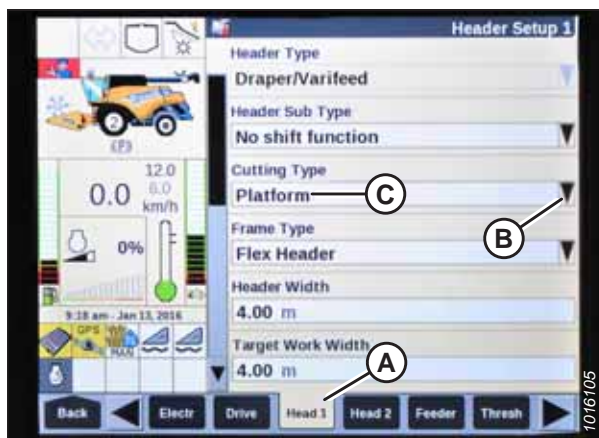 Header Setup 1
Header Type
Draper/Varifeed
Header Sub Type
No shift function
Cutting Type
Platform
C
B
Frame Type
Flex Header
Header Width
4.00 m
Target Work Width
4.00 m
A
2
(P)
0.0
12.0
6.0
km/h
0%
9:18 am - Jan 13, 2016
GPS
MAN
Back
Electr
Drive
Head 1
Head 2
Feeder
Thresh
1016105